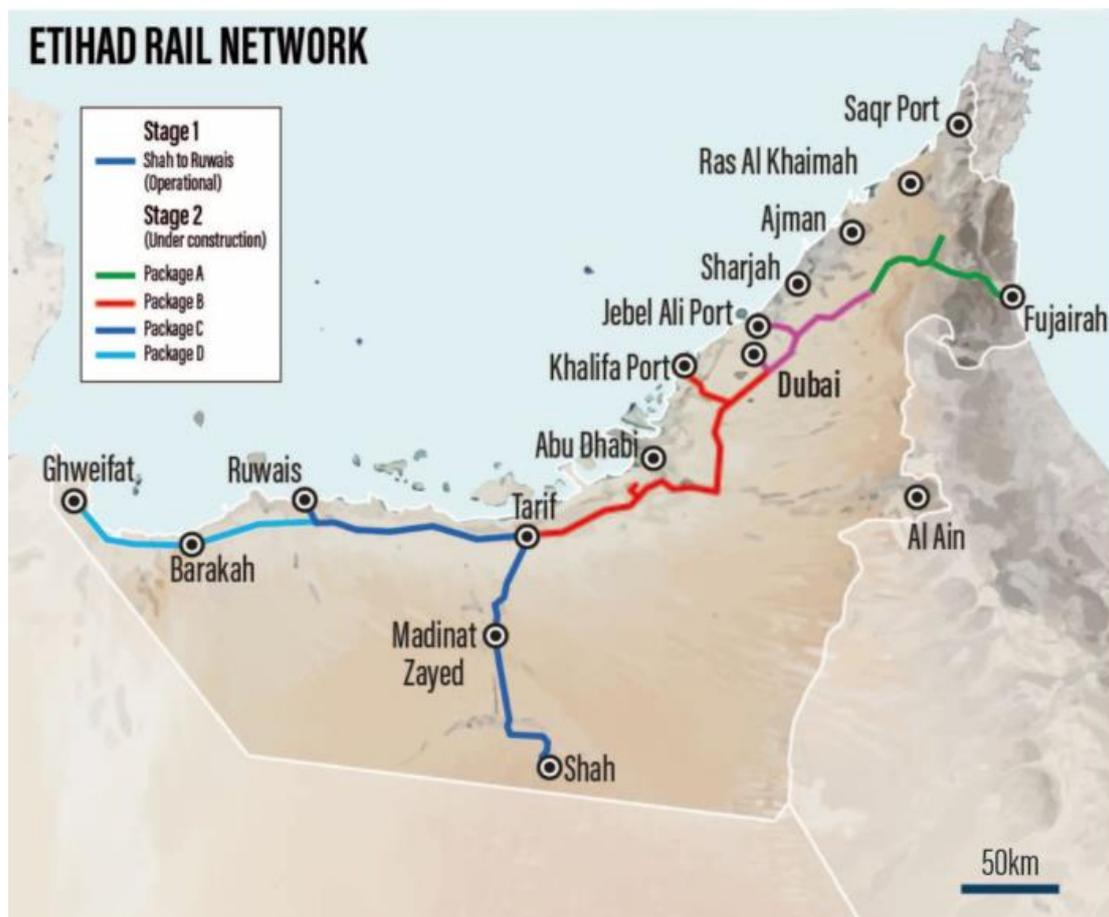 ETIHAD RAIL NETWORK
Stage 1
Shah to Ruwais
(Operational)
Stage 2
(Under construction)
Package A
Package B
Package C
Package D
Saqr Port
Ras Al Khaimah
Ajman
Sharjah
Jebel Ali Port
Fujairah
Khalifa Port
Dubai
Abu Dhabi
Ghweifat
Ruwais
Tarif
Al Ain
Barakah
Madinat
Zayed
Shah
50km